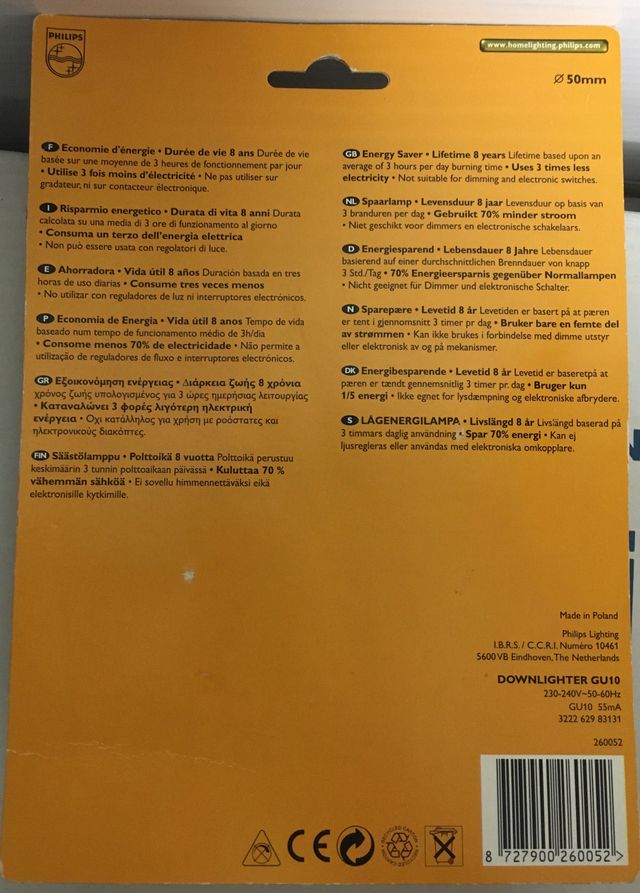 PHILIPS
www.homelighting.philips.com
Ø 50mm
F Economie d'énergie • Durée de vie 8 ans Durée de vie
basée sur une moyenne de 3 heures de fonctionnement par jour
• Utilise 3 fois moins d'électricité • Ne pas utiliser sur
gradateur, ni sur contacteur électronique.
I Risparmio energetico • Durata di vita 8 anni Durata
calcolata su una media di 3 ore di funzionamento al giorno
• Consuma un terzo dell'energia elettrica
• Non può essere usata con regolatori di luce.
E Ahorradora • Vida útil 8 años Duración basada en tres
horas de uso diarias • Consume tres veces menos
• No utilizar con reguladores de luz ni interruptores electrónicos.
P Economia de Energia • Vida útil 8 anos Tempo de vida
baseado num tempo de funcionamento médio de 3h/dia
• Consome menos 70% de electricidade • Não permite a
utilização de reguladores de fluxo e interruptores electronicos.
GR Εξοικονόμηση ενέργειας • Διάρκεια ζωής 8 χρόνια
χρόνος ζωής υπολογισμένος για 3 ώρες ημερήσιας λειτουργίας
• Καταναλώνει 3 φορές λιγότερη ηλεκτρική
ενέργεια • Οχι κατάλληλος για χρήση με ροόστατες και
ηλεκτρονικούς διακόπτες.
FIN Säästölamppu • Polttoikä 8 vuotta Polttoikä perustuu
keskimäärin 3 tunnin polttoaikaan päivässä • Kuluttaa 70 %
vähemmän sähköä • Ei sovellu himmennettäväksi eikä
elektronisille kytkimille.
GB Energy Saver • Lifetime 8 years Lifetime based upon an
average of 3 hours per day burning time • Uses 3 times less
electricity • Not suitable for dimming and electronic switches.
NL Spaarlamp • Levensduur 8 jaar Levensduur op basis van
3 branduren per dag • Gebruikt 70% minder stroom
• Niet geschikt voor dimmers en electronische schakelaars.
D Energiesparend • Lebensdauer 8 Jahre Lebensdauer
basierend auf einer durchschnittlichen Brenndauer von knapp
3 Std./Tag • 70% Energieersparnis gegenüber Normallampen
• Nicht geeignet für Dimmer und elektronische Schalter.
N Sparepære • Levetid 8 år Levetiden er basert på at pæren
er tent i gjennomsnitt 3 timer pr dag • Bruker bare en femte del
av strømmen • Kan ikke brukes i forbindelse med dimme utstyr
eller elektronisk av og på mekanismer.
DK Energibesparende • Levetid 8 år Levetid er baseretpå at
pæren er tændt gennemsnitlig 3 timer pr. dag • Bruger kun
1/5 energi • Ikke egnet for lysdæmpning og elektroniske afbrydere.
S LÅGENERGILAMPA • Livslängd 8 år Livslängd baserad på
3 timmars daglig användning • Spar 70% energi • Kan ej
ljusregleras eller användas med elektroniska omkopplare.
Made in Poland
Philips Lighting
I.B.R.S./ C.C.R.I. Numéro 10461
5600 VB Eindhoven, The Netherlands
DOWNLIGHTER GU10
230-240V~50-60Hz
GU10 55mA
3222 629 83131
260052
CE
RECYCLED CARTON
8 727900 260052 >